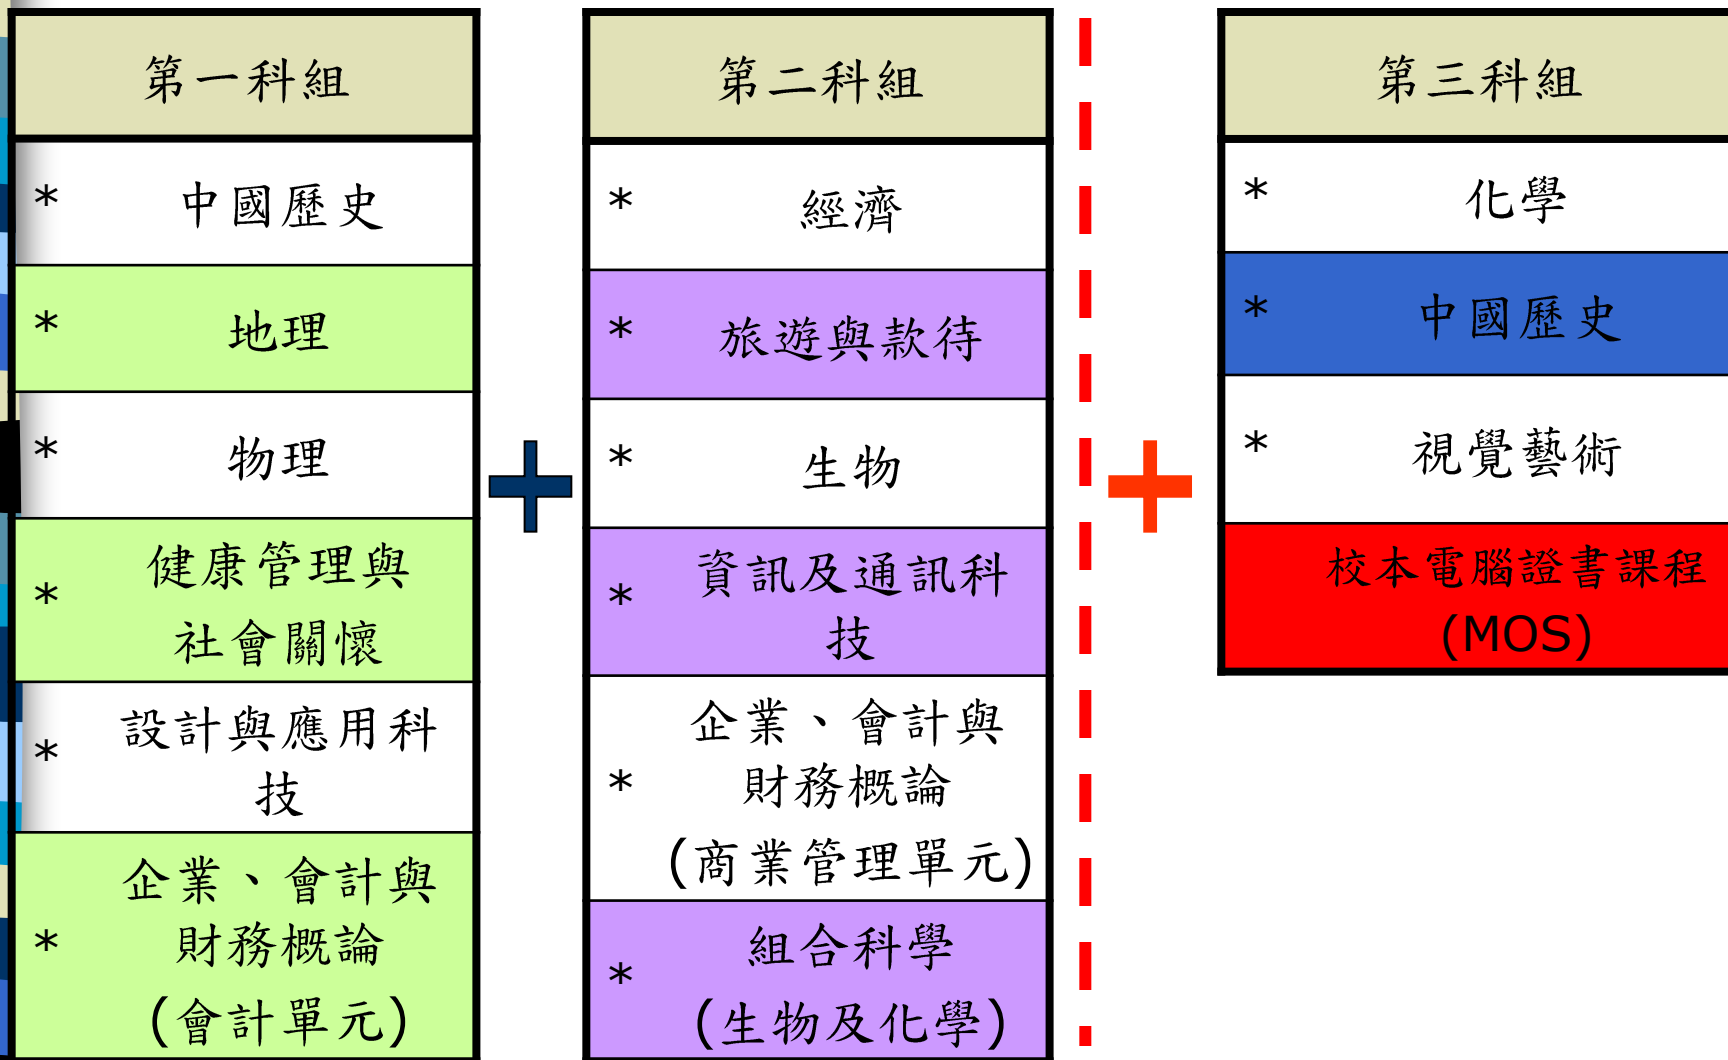 第一科組
* 中國歷史
* 地理
* 物理
* 健康管理與
社會關懷
* 設計與應用科
技
企業、會計與
* 財務概論
(會計單元)
第二科組
* 經濟
* 旅遊與款待
* 生物
* 資訊及通訊科
技
企業、會計與
* 財務概論
(商業管理單元)
* 組合科學
(生物及化學)
第三科組
* 化學
* 中國歷史
* 視覺藝術
校本電腦證書課程
(MOS)